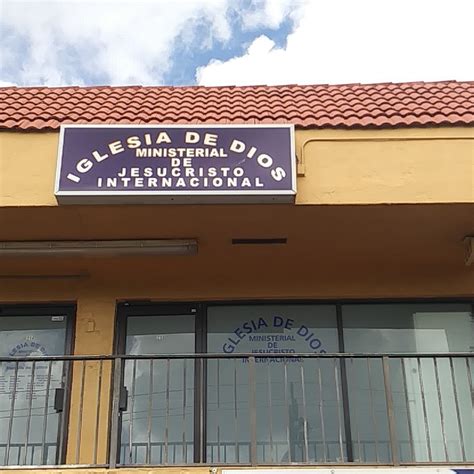 IGLESIA DE DIOS
MINISTERIAL
DE
JESUCRISTO
INTERNACIONAL
IGLESIA DE DIOS
MINISTERIAL
DE
JESUCRISTO
INTERNACIONAL